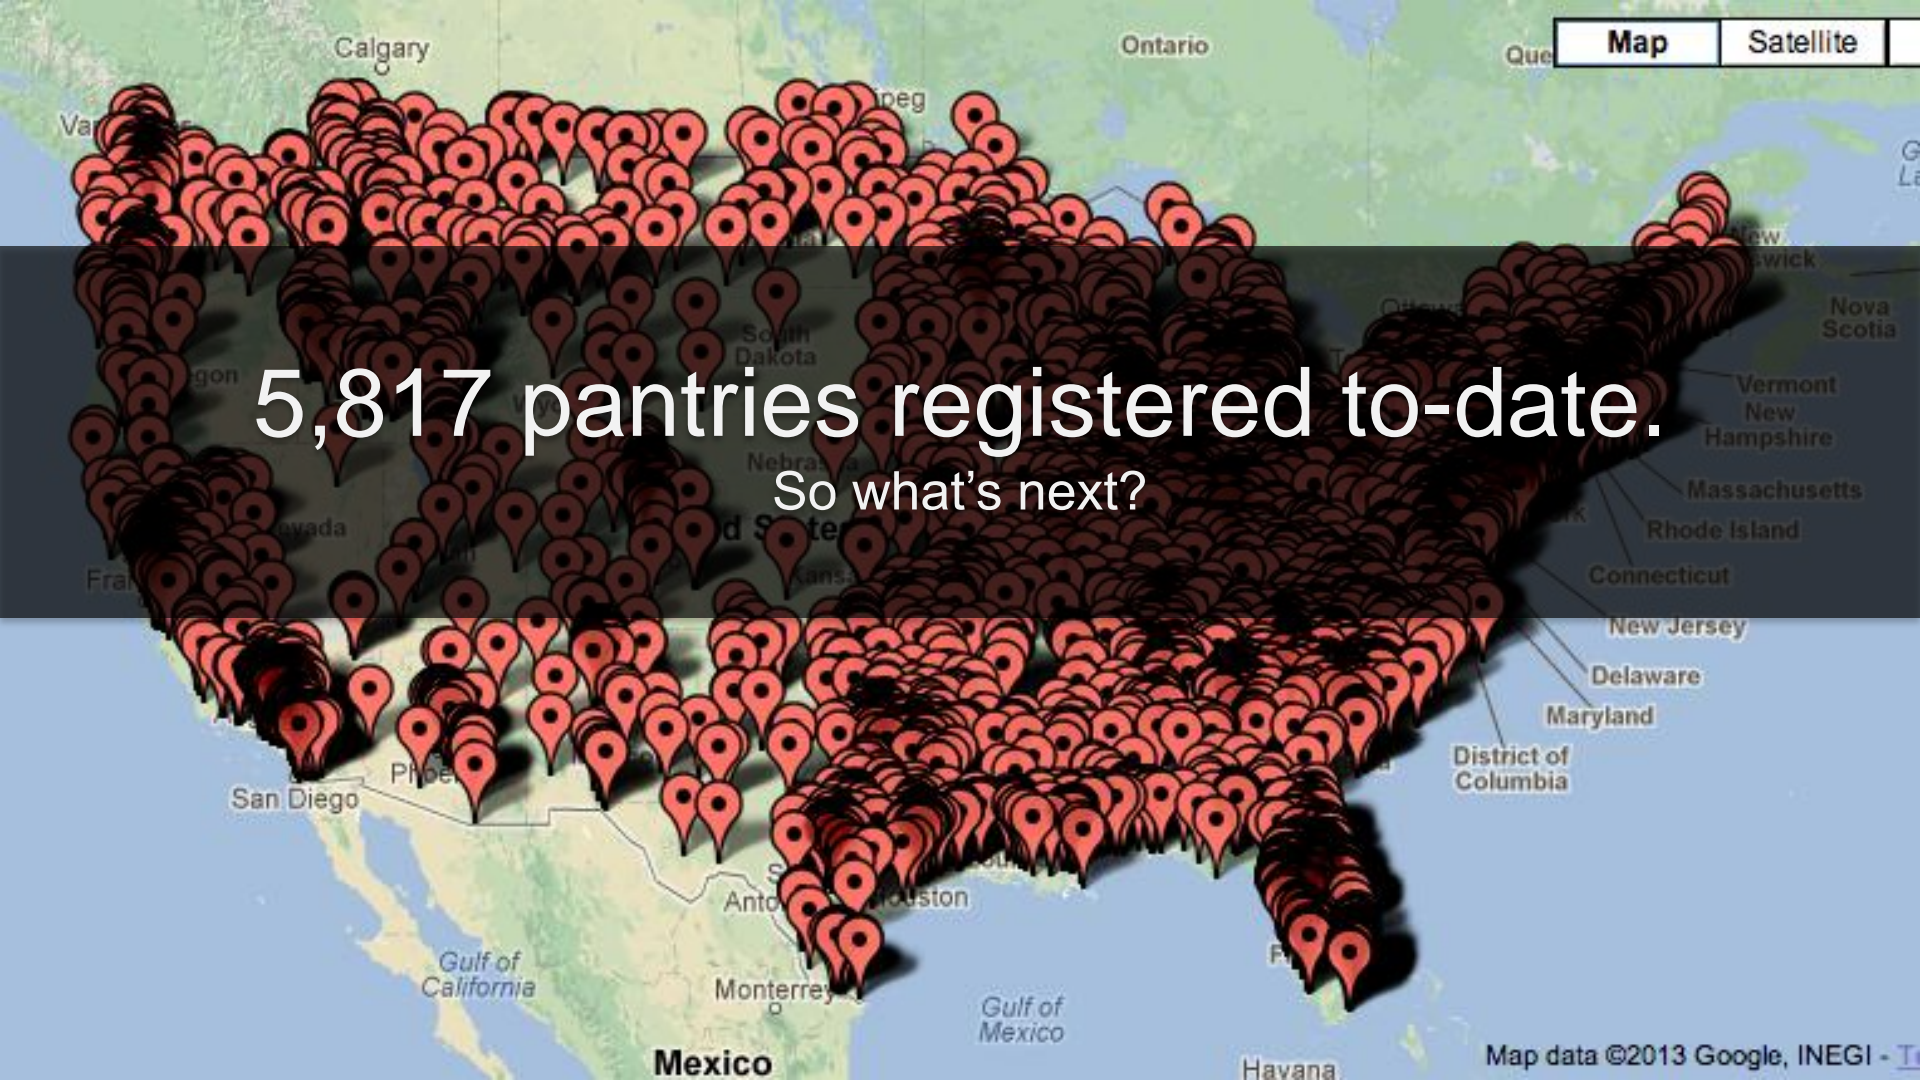 Calgary
Ontario
Map
Satellite
5,817 pantries registered to-date.
So what's next?
South
Dakota
Nova
Scotia
Vermont
New
Hampshire
Massachusetts
Rhode Island
Connecticut
New Jersey
Delaware
Maryland
District of
Columbia
San Diego
Gulf of
California
Monterrey
Gulf of
Mexico
Mexico
Havana
Map data ©2013 Google, INEGI -